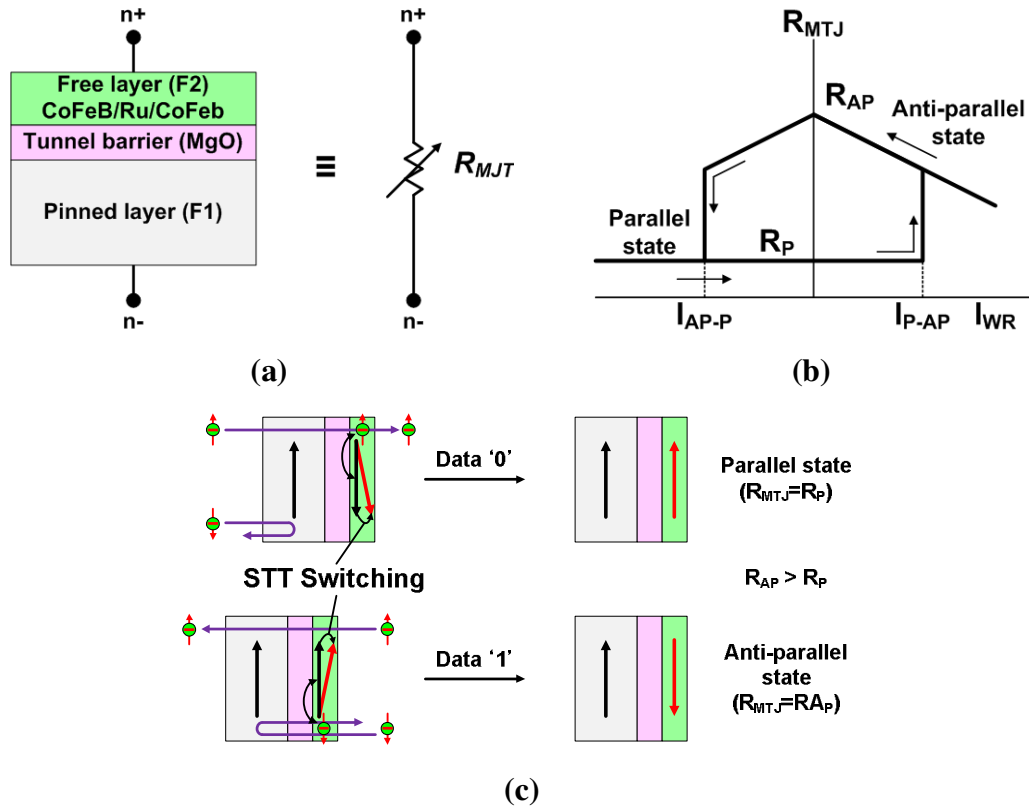 n+
Free layer (F2)
CoFeB/Ru/CoFeb
Tunnel barrier (MgO)
Pinned layer (F1)
n-
≡
n+
R_MJT
n-
(a)
R_MTJ
R_AP
Anti-parallel
state
Parallel
state
R_P
I_AP-P
I_P-AP
I_WR
(b)
Data '0'
Parallel state
(R_MTJ=R_P)
STT Switching
R_AP > R_P
Data '1'
Anti-parallel
state
(R_MTJ=RA_P)
(c)